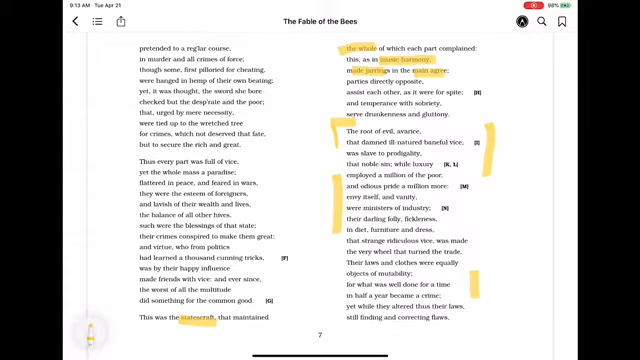 9:13 AM Tue Apr 21
98%
The Fable of the Bees
pretended to a reg'lar course,
in murder and all crimes of force;
though some, first pilloried for cheating,
were hanged in hemp of their own beating;
yet, it was thought, the sword she bore
checked but the desp'rate and the poor;
that, urged by mere necessity,
were tied up to the wretched tree
for crimes, which not deserved that fate,
but to secure the rich and great.
Thus every part was full of vice,
yet the whole mass a paradise;
flattered in peace, and feared in wars,
they were the esteem of foreigners,
and lavish of their wealth and lives,
the balance of all other hives.
such were the blessings of that state;
their crimes conspired to make them great:
and virtue, who from politics
had learned a thousand cunning tricks, [F]
was by their happy influence
made friends with vice: and ever since,
the worst of all the multitude
did something for the common good. [G]
This was the statescraft, that maintained
the whole of which each part complained:
this, as in music harmony,
made jarrings in the main agree;
parties directly opposite,
assist each other, as it were for spite; [H]
and temperance with sobriety,
serve drunkenness and gluttony.
The root of evil, avarice,
that damned ill-natured baneful vice, [I]
was slave to prodigality,
that noble sin; while luxury [K, L]
employed a million of the poor,
and odious pride a million more: [M]
envy itself, and vanity,
were ministers of industry; [N]
their darling folly, fickleness,
in diet, furniture and dress,
that strange ridiculous vice, was made
the very wheel that turned the trade.
Their laws and clothes were equally
objects of mutability;
for what was well done for a time
in half a year became a crime;
yet while they altered thus their laws,
still finding and correcting flaws,
7